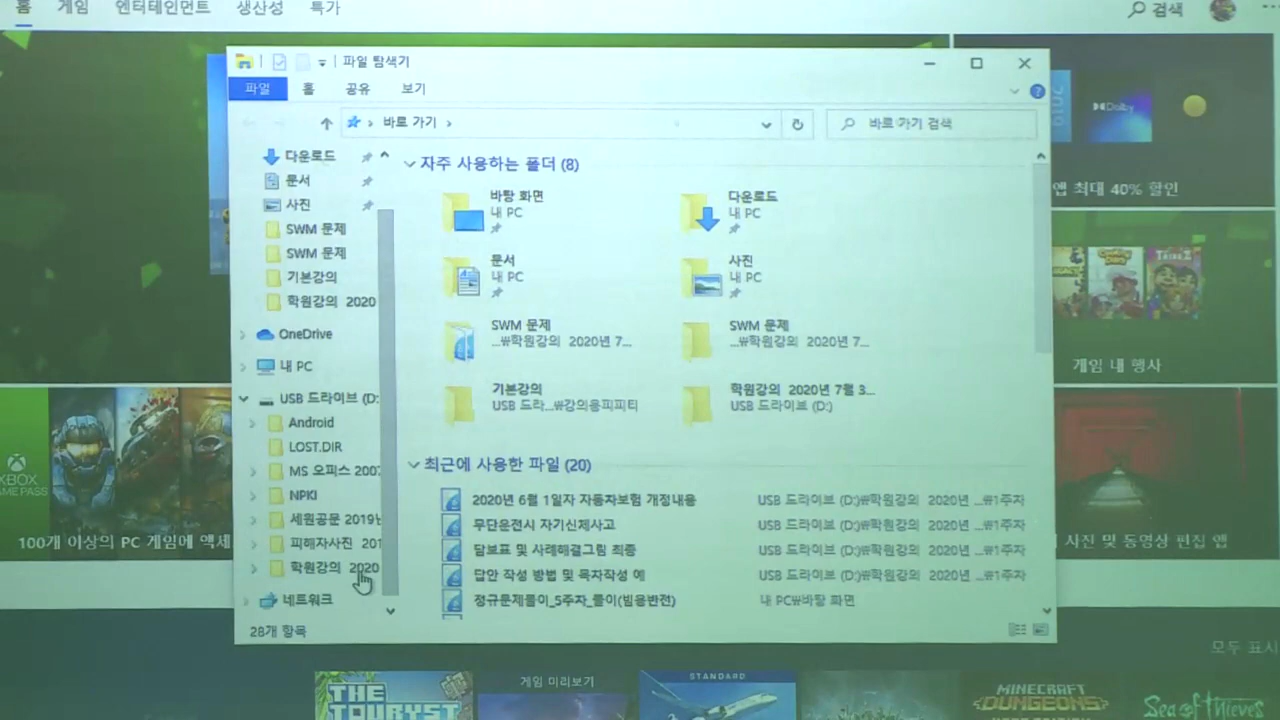 홈 게임 엔터테인먼트 생산성 특가
검색
파일 탐색기
파일 홈 공유 보기
바로 가기
바로 가기 검색
다운로드
문서
사진
SWM 문제
SWM 문제
기본강의
학원강의 2020
OneDrive
내 PC
USB 드라이브 (D:
Android
LOST.DIR
MS 오피스 2007
NPKI
세원공문 2019년
피해자사진 201
학원강의 2020
네트워크
28개 항목
자주 사용하는 폴더 (8)
바탕 화면
내 PC
다운로드
내 PC
문서
내 PC
사진
내 PC
SWM 문제
...₩학원강의 2020년 7...
SWM 문제
...₩학원강의 2020년 7...
기본강의
USB 드라...₩강의용피피티
학원강의 2020년 7월 3...
USB 드라이브 (D:)
최근에 사용한 파일 (20)
2020년 6월 1일자 자동차보험 개정내용 USB 드라이브 (D:)₩학원강의 2020년 ...₩1주차
무단운전시 자기신체사고 USB 드라이브 (D:)₩학원강의 2020년 ...₩1주차
담보표 및 사례해결그림 최종 USB 드라이브 (D:)₩학원강의 2020년 ...₩1주차
답안 작성 방법 및 목차작성 예 USB 드라이브 (D:)₩학원강의 2020년 ...₩1주차
정규문제풀이_5주차_풀이(빔용반전) 내 PC₩바탕 화면
Dolby
앱 최대 40% 할인
게임 내 행사
사진 및 동영상 편집 앱
XBOX
GAME PASS
100개 이상의 PC 게임에 액세
모두 표시
THE
TOURYST
게임 미리보기
STANDARD
MINECRAFT
DUNGEONS
Sea of Thieves